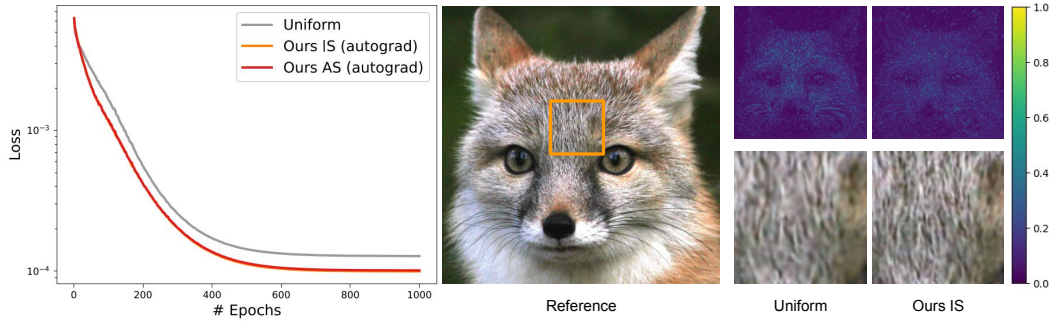 Uniform
Ours IS (autograd)
Ours AS (autograd)
Loss
10⁻³
10⁻⁴
0 200 400 600 800 1000
# Epochs
Reference
Uniform
Ours IS
1.0
0.8
0.6
0.4
0.2
0.0